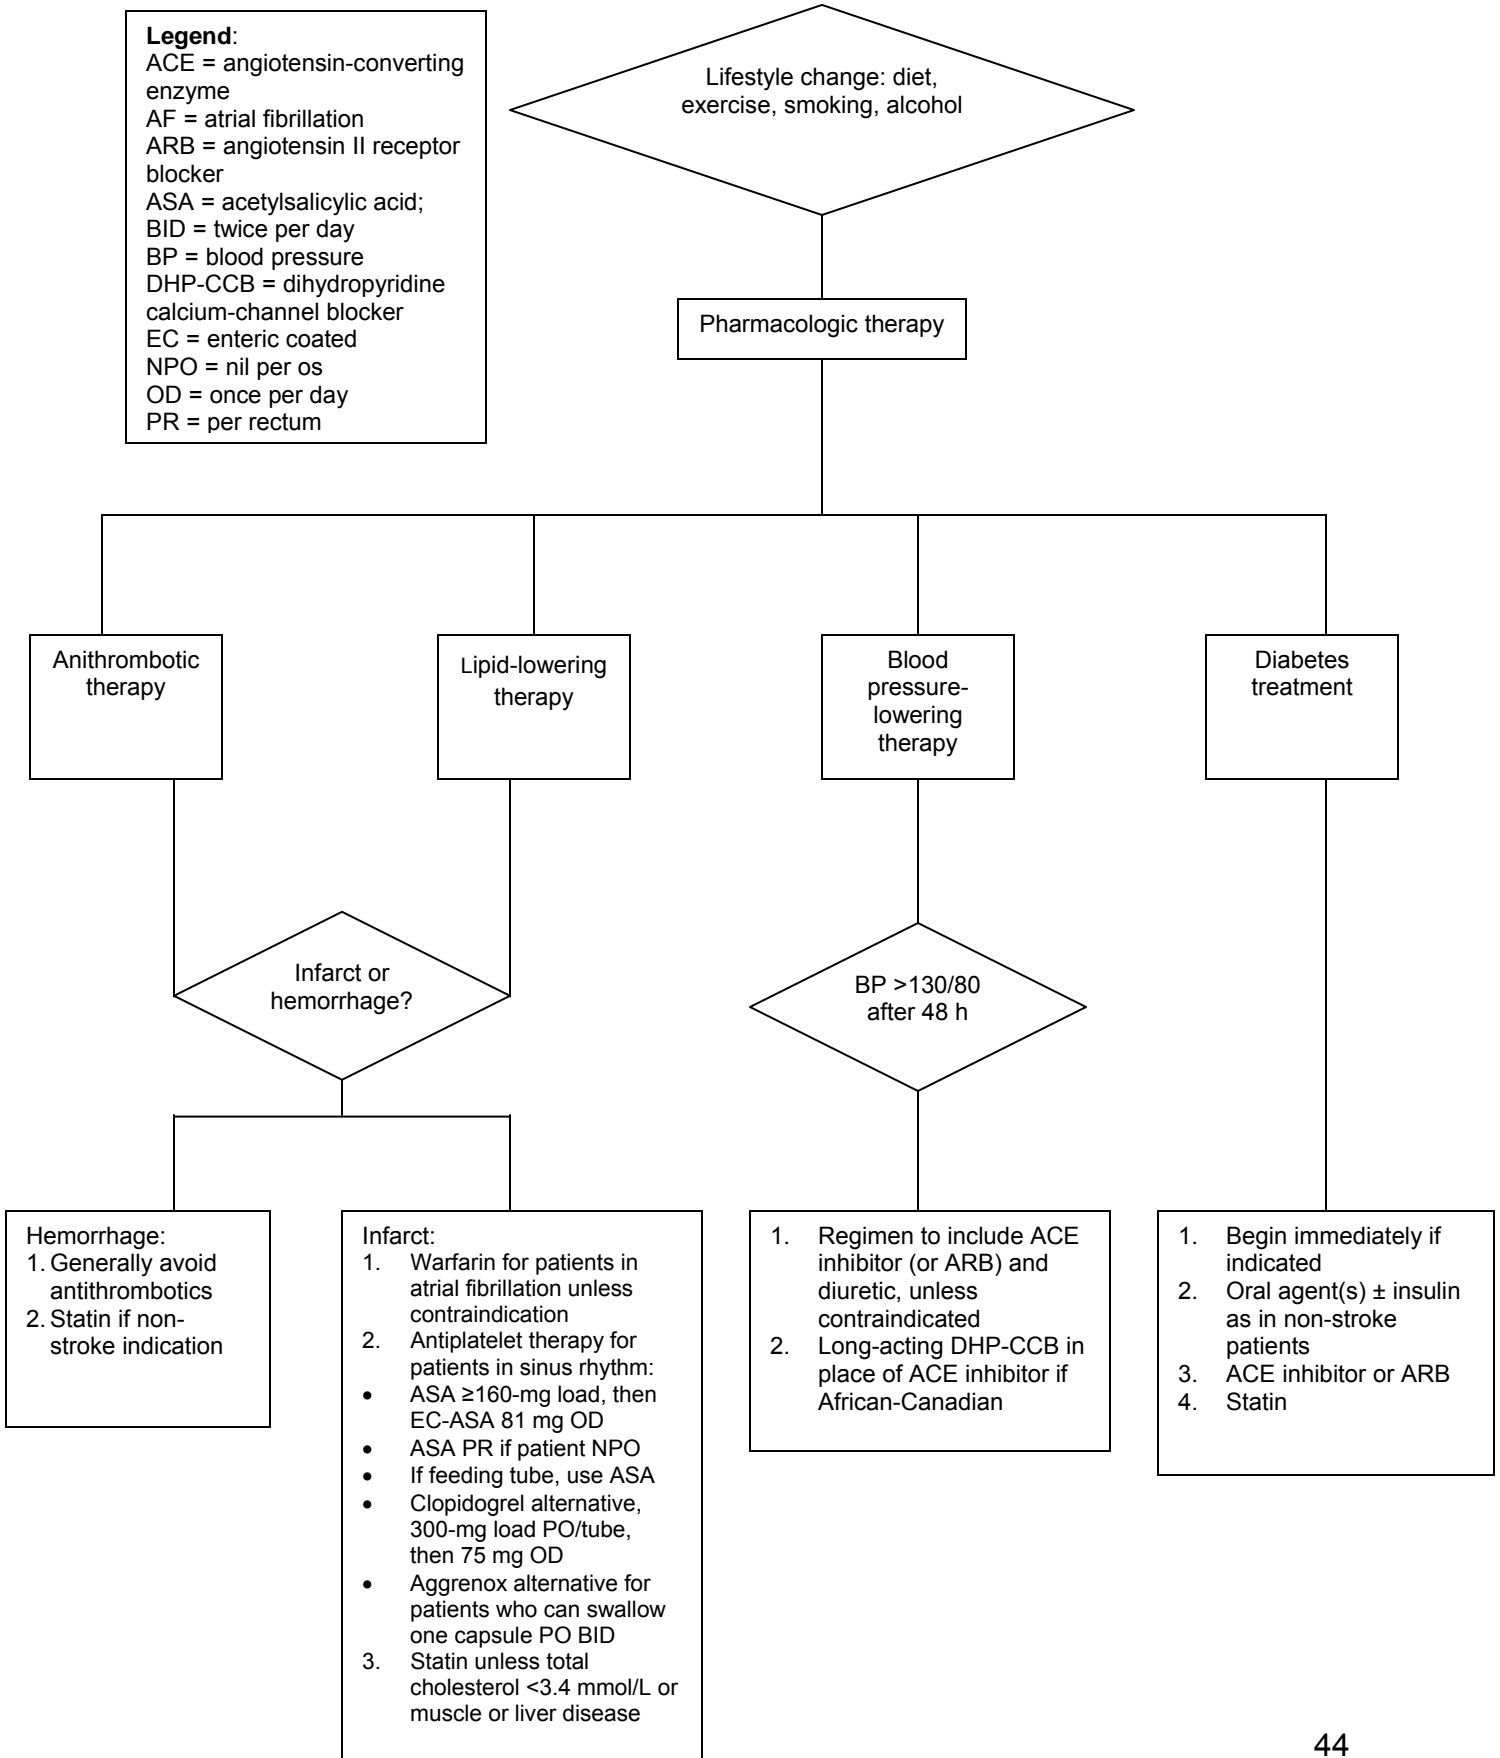 Legend:
ACE = angiotensin-converting
enzyme
AF = atrial fibrillation
ARB = angiotensin II receptor
blocker
ASA = acetylsalicylic acid;
BID = twice per day
BP = blood pressure
DHP-CCB = dihydropyridine
calcium-channel blocker
EC = enteric coated
NPO = nil per os
OD = once per day
PR = per rectum
Lifestyle change: diet,
exercise, smoking, alcohol
Pharmacologic therapy
Anithrombotic
therapy
Lipid-lowering
therapy
Blood
pressure-
lowering
therapy
Diabetes
treatment
Infarct or
hemorrhage?
BP >130/80
after 48 h
Hemorrhage:
1. Generally avoid
antithrombotics
2. Statin if non-
stroke indication
Infarct:
1. Warfarin for patients in
atrial fibrillation unless
contraindication
2. Antiplatelet therapy for
patients in sinus rhythm:
• ASA ≥160-mg load, then
EC-ASA 81 mg OD
• ASA PR if patient NPO
• If feeding tube, use ASA
• Clopidogrel alternative,
300-mg load PO/tube,
then 75 mg OD
• Aggrenox alternative for
patients who can swallow
one capsule PO BID
3. Statin unless total
cholesterol <3.4 mmol/L or
muscle or liver disease
1. Regimen to include ACE
inhibitor (or ARB) and
diuretic, unless
contraindicated
2. Long-acting DHP-CCB in
place of ACE inhibitor if
African-Canadian
1. Begin immediately if
indicated
2. Oral agent(s) ± insulin
as in non-stroke
patients
3. ACE inhibitor or ARB
4. Statin
44